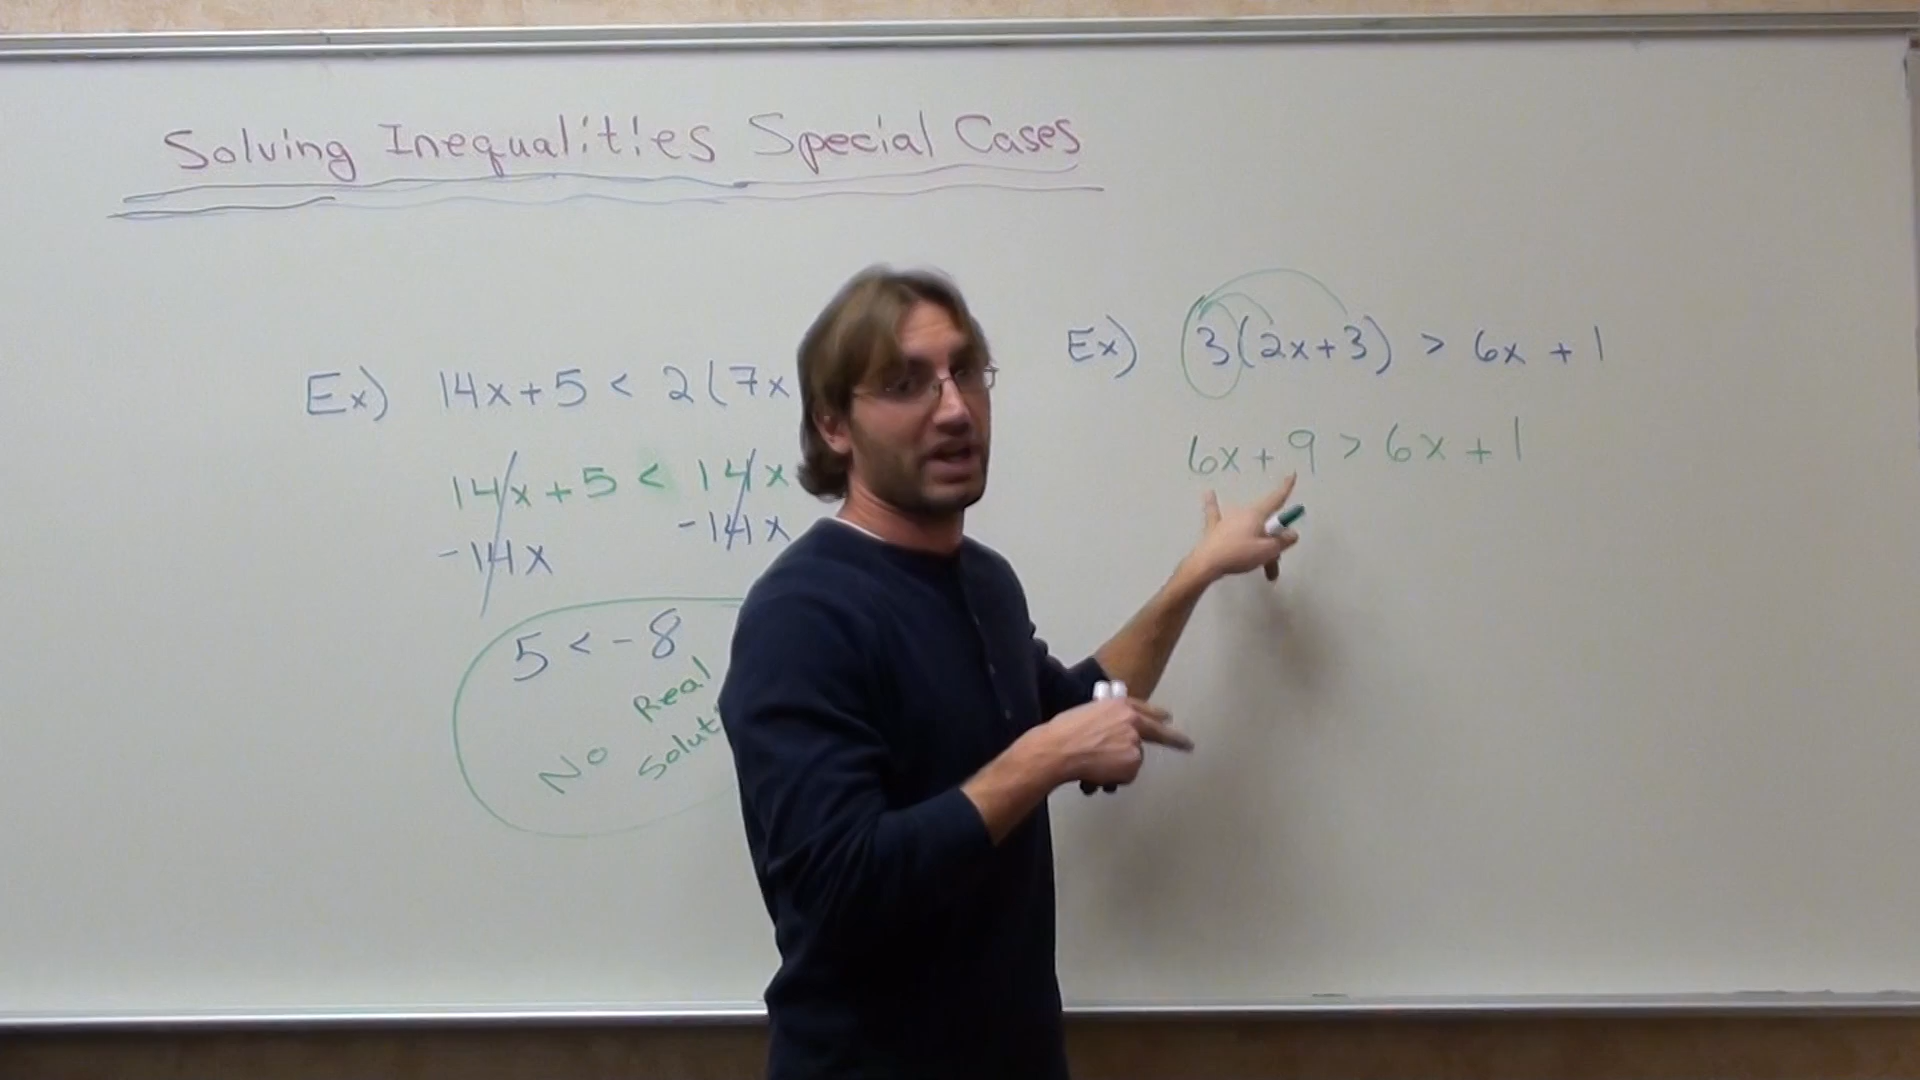 Solving Inequalities Special Cases
Ex) 14x+5 < 2(7x
14x+5 < 14x
-14x -14x
5 < -8
No Real
Ex) 3(2x+3) > 6x + 1
6x + 9 > 6x + 1